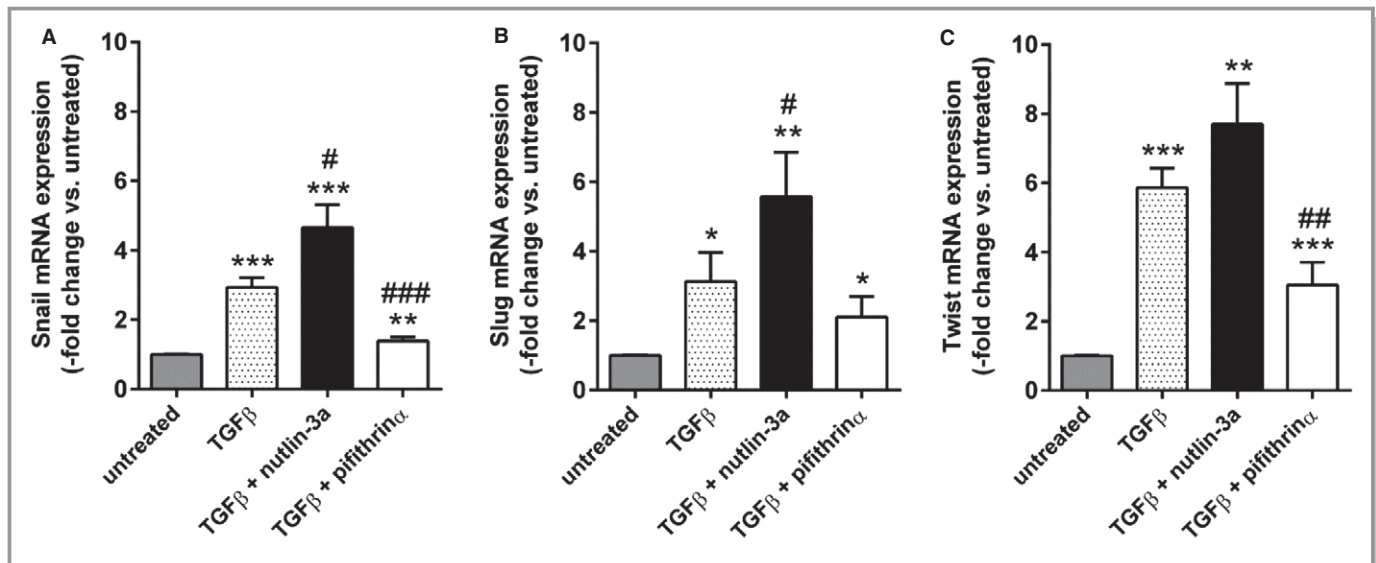 A
Snail mRNA expression
(-fold change vs. untreated)
10
8
6
4
2
0
***
#
***
###
**
untreated
TGFβ
TGFβ + nutlin-3a
TGFβ + pifithrinα
B
Slug mRNA expression
(-fold change vs. untreated)
10
8
6
4
2
0
*
#
**
*
untreated
TGFβ
TGFβ + nutlin-3a
TGFβ + pifithrinα
C
Twist mRNA expression
(-fold change vs. untreated)
10
8
6
4
2
0
***
**
##
***
untreated
TGFβ
TGFβ + nutlin-3a
TGFβ + pifithrinα